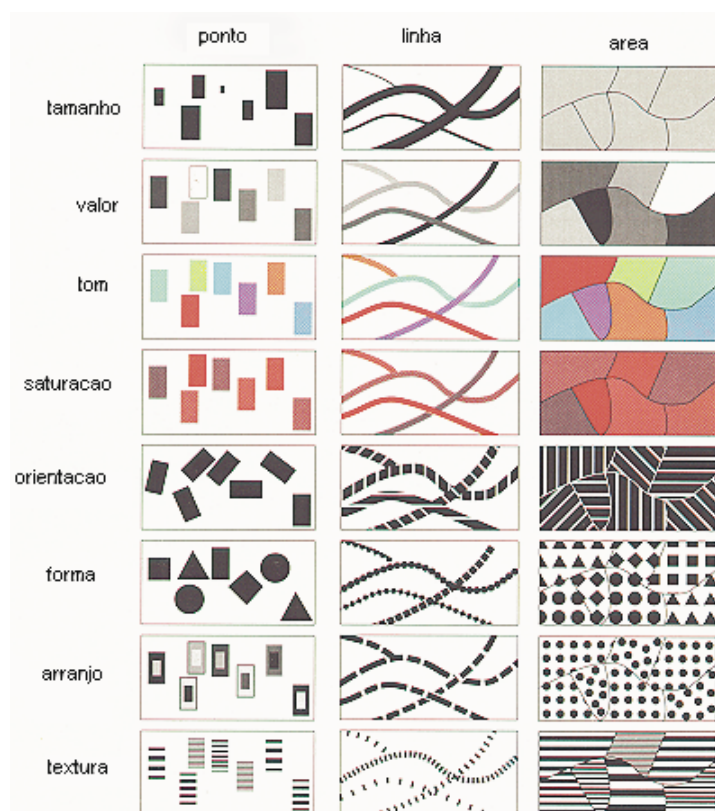 ponto linha area
tamanho
valor
tom
saturacao
orientacao
forma
arranjo
textura